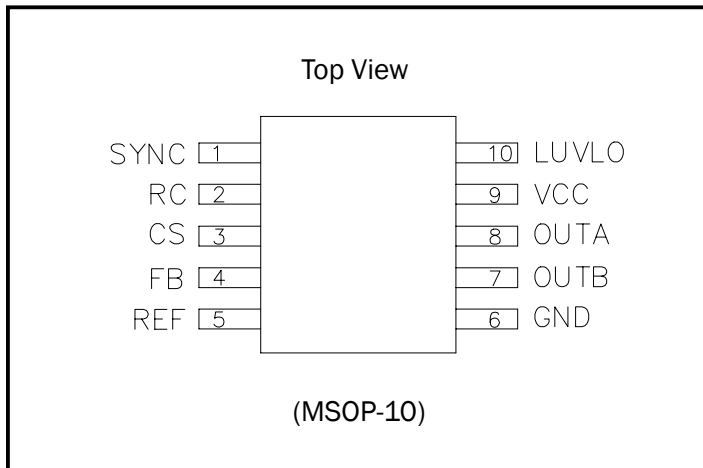 Top View
SYNC 1 10 LUVLO
RC 2 9 VCC
CS 3 8 OUTA
FB 4 7 OUTB
REF 5 6 GND
(MSOP-10)